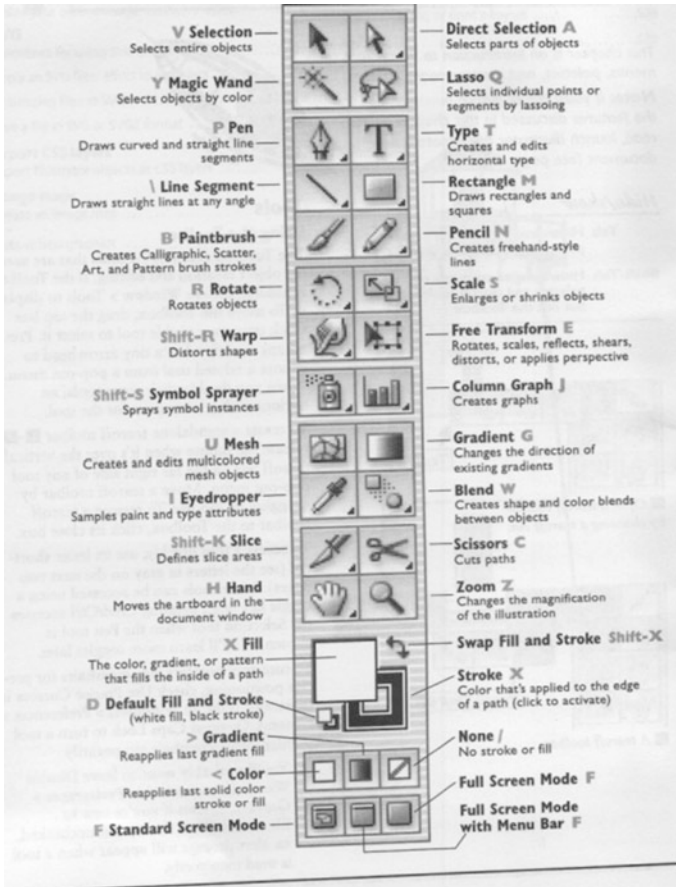 V Selection
Selects entire objects
Direct Selection A
Selects parts of objects
Y Magic Wand
Selects objects by color
Lasso Q
Selects individual points or
segments by lassoing
P Pen
Draws curved and straight line
segments
Type T
Creates and edits
horizontal type
\ Line Segment
Draws straight lines at any angle
Rectangle M
Draws rectangles and
squares
B Paintbrush
Creates Calligraphic, Scatter,
Art, and Pattern brush strokes
Pencil N
Creates freehand-style
lines
R Rotate
Rotates objects
Scale S
Enlarges or shrinks objects
Shift-R Warp
Distorts shapes
Free Transform E
Rotates, scales, reflects, shears,
distorts, or applies perspective
Shift-S Symbol Sprayer
Sprays symbol instances
Column Graph J
Creates graphs
U Mesh
Creates and edits multicolored
mesh objects
Gradient G
Changes the direction of
existing gradients
I Eyedropper
Samples paint and type attributes
Blend W
Creates shape and color blends
between objects
Shift-K Slice
Defines slice areas
Scissors C
Cuts paths
H Hand
Moves the artboard in the
document window
Zoom Z
Changes the magnification
of the illustration
X Fill
The color, gradient, or pattern
that fills the inside of a path
Swap Fill and Stroke Shift-X
Stroke X
Color that's applied to the edge
of a path (click to activate)
D Default Fill and Stroke
(white fill, black stroke)
> Gradient
Reapplies last gradient fill
None /
No stroke or fill
< Color
Reapplies last solid color
stroke or fill
Full Screen Mode F
F Standard Screen Mode
Full Screen Mode
with Menu Bar F